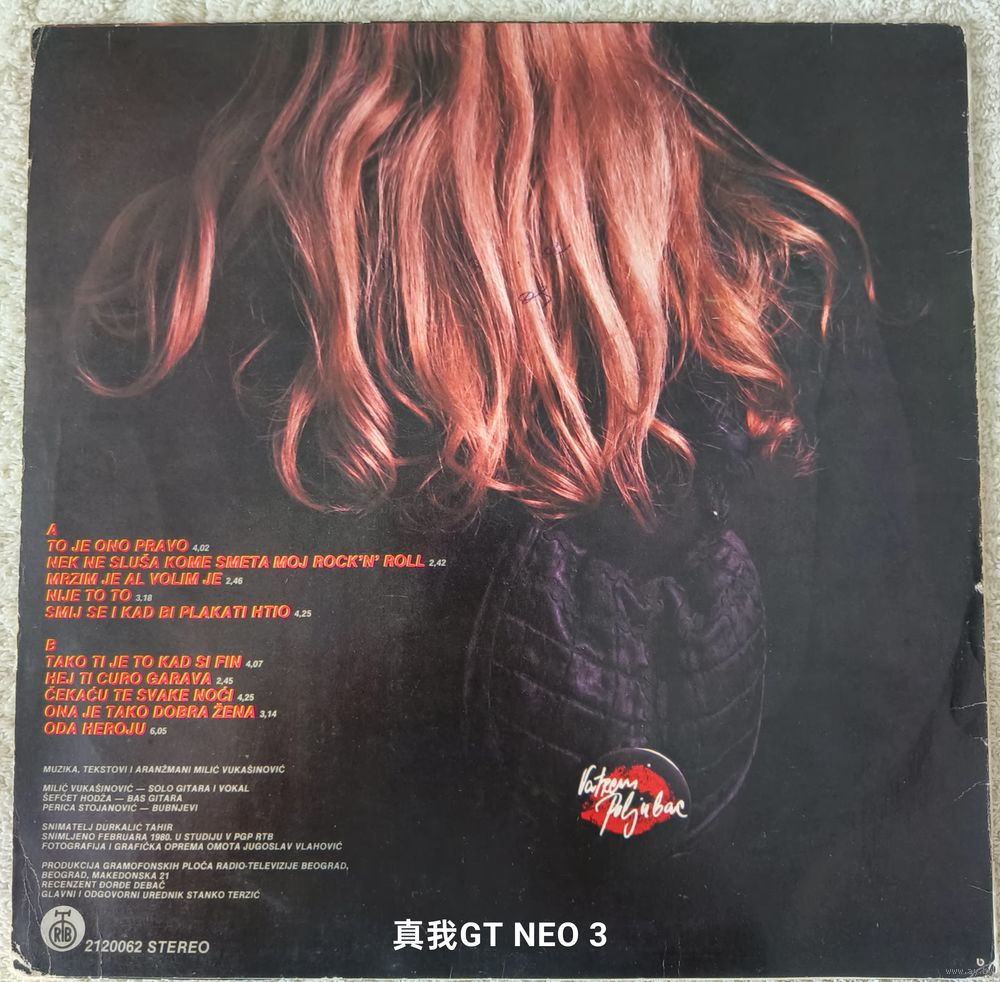 A
TO JE ONO PRAVO 4,02
NEK NE SLUŠA KOME SMETA MOJ ROCK'N' ROLL 2,42
MRZIM JE AL VOLIM JE 2,46
NIJE TO TO 3,18
SMIJ SE I KAD BI PLAKATI HTIO 4,25
B
TAKO TI JE TO KAD SI FIN 4,07
HEJ TI CURO GARAVA 2,45
ČEKAĆU TE SVAKE NOĆI 4,25
ONA JE TAKO DOBRA ŽENA 3,14
ODA HEROJU 6,05
MUZIKA, TEKSTOVI I ARANŽMANI MILIĆ VUKAŠINOVIĆ
MILIĆ VUKAŠINOVIĆ — SOLO GITARA I VOKAL
ŠEFĆET HODŽA — BAS GITARA
PERICA STOJANOVIĆ — BUBNJEVI
SNIMATELJ DURKALIĆ TAHIR
SNIMLJENO FEBRUARA 1980. U STUDIJU V PGP RTB
FOTOGRAFIJA I GRAFIČKA OPREMA OMOTA JUGOSLAV VLAHOVIĆ
PRODUKCIJA GRAMOFONSKIH PLOČA RADIO-TELEVIZIJE BEOGRAD,
BEOGRAD, MAKEDONSKA 21
RECENZENT ĐORĐE DEBAČ
GLAVNI I ODGOVORNI UREDNIK STANKO TERZIĆ
Vatreni
Poljubac
RTB
2120062 STEREO
真我GT NEO 3